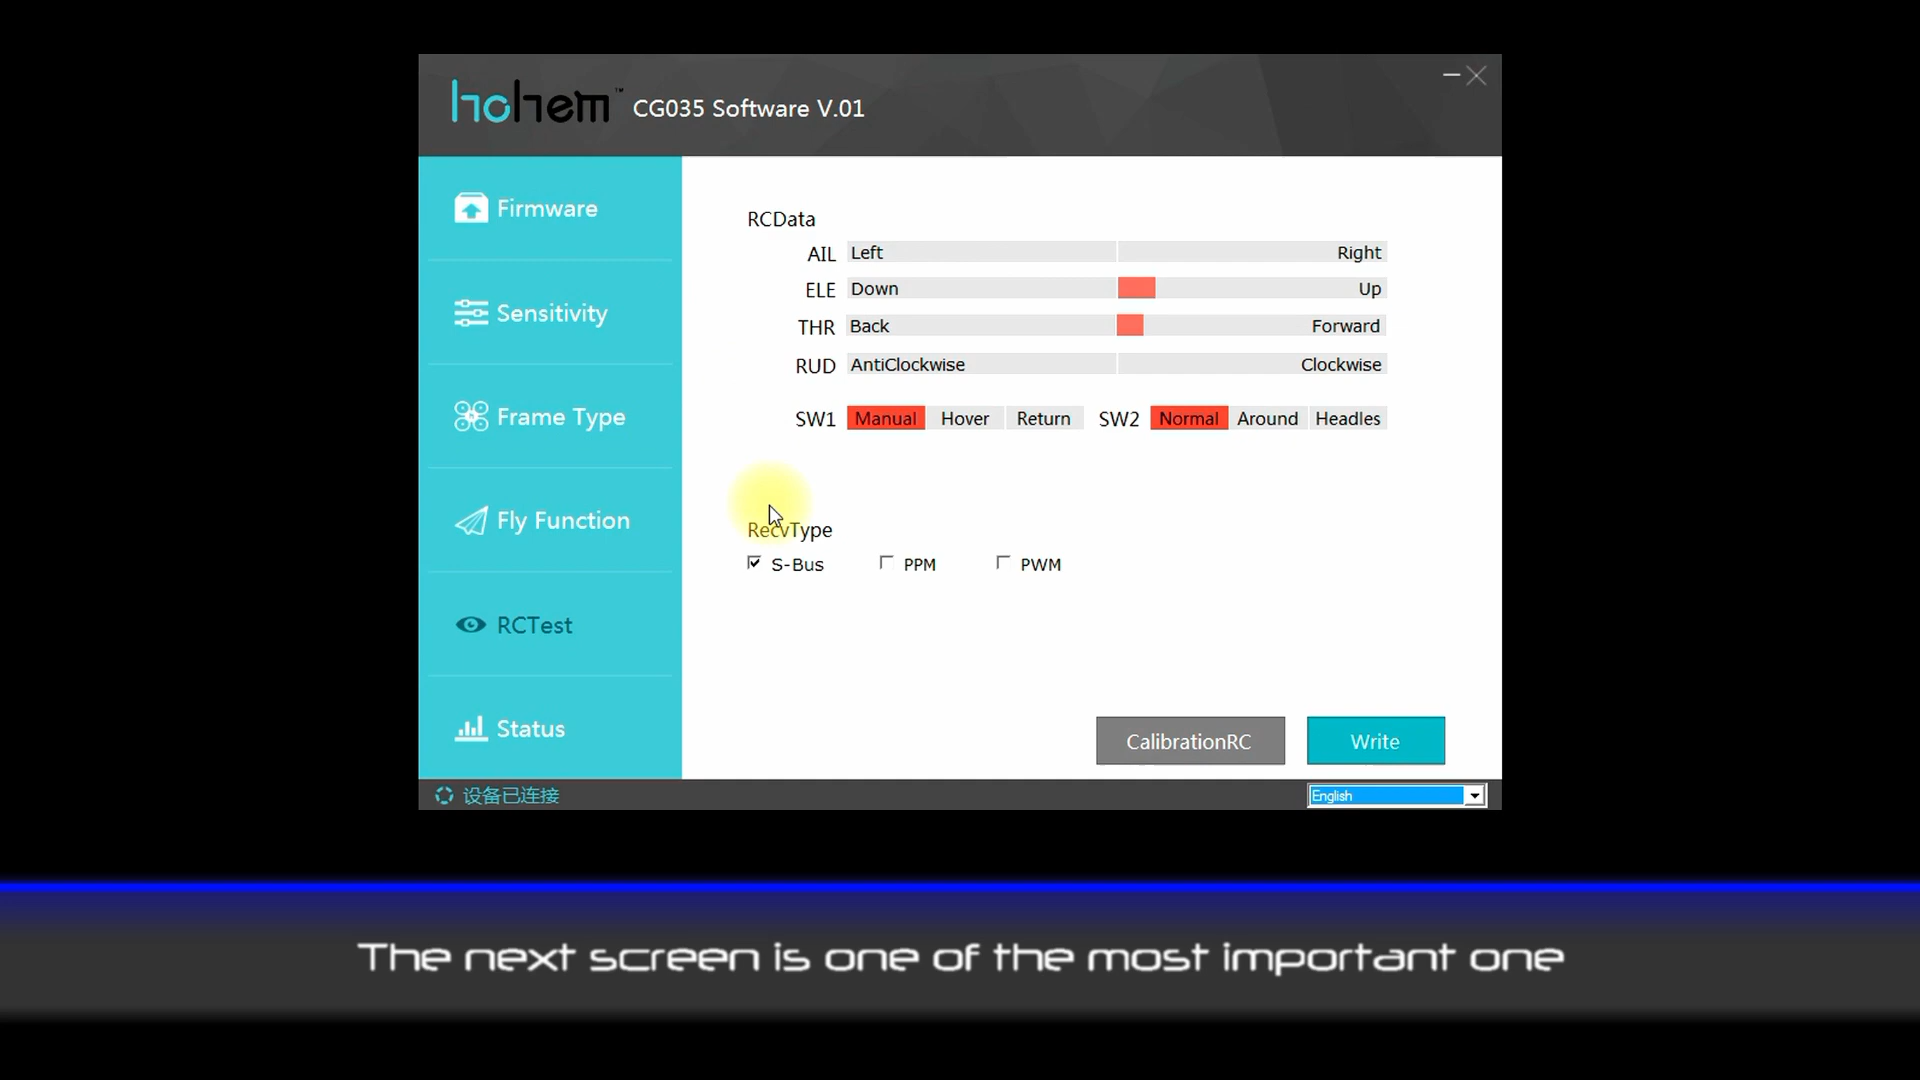 hohem™ CG035 Software V.01
Firmware
Sensitivity
Frame Type
Fly Function
RCTest
Status
RCData
AIL Left Right
ELE Down Up
THR Back Forward
RUD AntiClockwise Clockwise
SW1 Manual Hover Return SW2 Normal Around Headles
RecvType
S-Bus PPM PWM
CalibrationRC Write
设备已连接 English
The next screen is one of the most important one